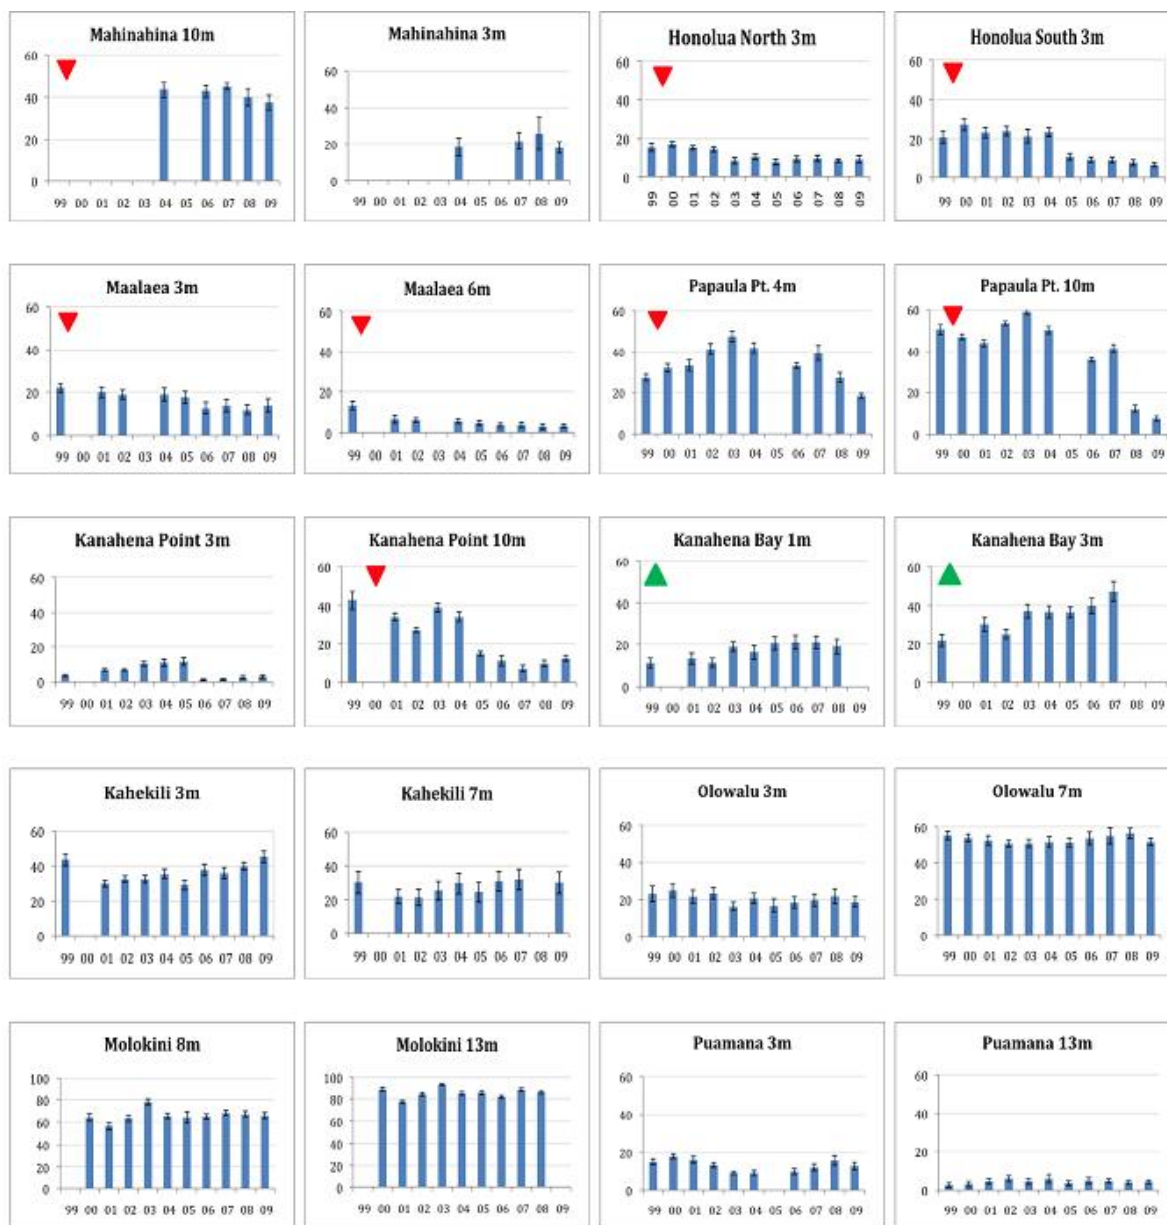 Mahinahina 10m
60
40
20
0
99 00 01 02 03 04 05 06 07 08 09
Mahinahina 3m
60
40
20
0
99 00 01 02 03 04 05 06 07 08 09
Honolua North 3m
60
40
20
0
99 00 01 02 03 04 05 06 07 08 09
Honolua South 3m
60
40
20
0
99 00 01 02 03 04 05 06 07 08 09
Maalaea 3m
60
40
20
0
99 00 01 02 03 04 05 06 07 08 09
Maalaea 6m
60
40
20
0
99 00 01 02 03 04 05 06 07 08 09
Papaula Pt. 4m
60
40
20
0
99 00 01 02 03 04 05 06 07 08 09
Papaula Pt. 10m
60
40
20
0
99 00 01 02 03 04 05 06 07 08 09
Kanahena Point 3m
60
40
20
0
99 00 01 02 03 04 05 06 07 08 09
Kanahena Point 10m
60
40
20
0
99 00 01 02 03 04 05 06 07 08 09
Kanahena Bay 1m
60
40
20
0
99 00 01 02 03 04 05 06 07 08 09
Kanahena Bay 3m
60
40
20
0
99 00 01 02 03 04 05 06 07 08 09
Kahekili 3m
60
40
20
0
99 00 01 02 03 04 05 06 07 08 09
Kahekili 7m
60
40
20
0
99 00 01 02 03 04 05 06 07 08 09
Olowalu 3m
60
40
20
0
99 00 01 02 03 04 05 06 07 08 09
Olowalu 7m
60
40
20
0
99 00 01 02 03 04 05 06 07 08 09
Molokini 8m
100
80
60
40
20
0
99 00 01 02 03 04 05 06 07 08 09
Molokini 13m
100
80
60
40
20
0
99 00 01 02 03 04 05 06 07 08 09
Puamana 3m
60
40
20
0
99 00 01 02 03 04 05 06 07 08 09
Puamana 13m
60
40
20
0
99 00 01 02 03 04 05 06 07 08 09